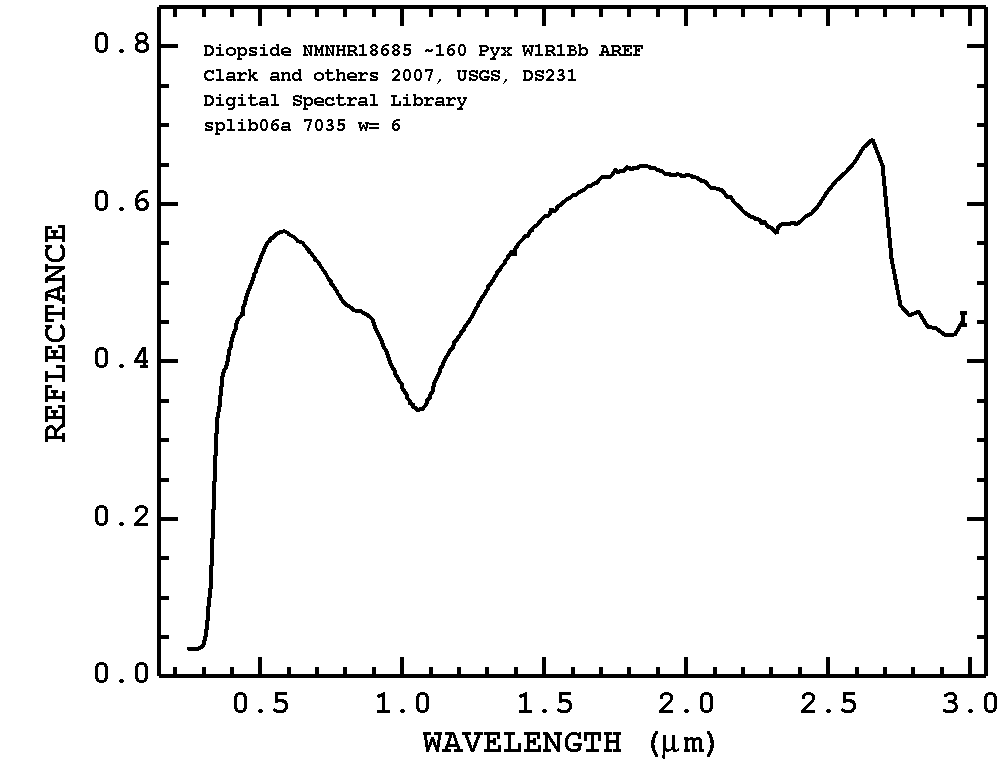 Diopside NMNHR18685 ~160 Pyx W1R1Bb AREF
Clark and others 2007, USGS, DS231
Digital Spectral Library
splib06a 7035 w= 6
REFLECTANCE
0.8
0.6
0.4
0.2
0.0
0.5 1.0 1.5 2.0 2.5 3.0
WAVELENGTH (μm)